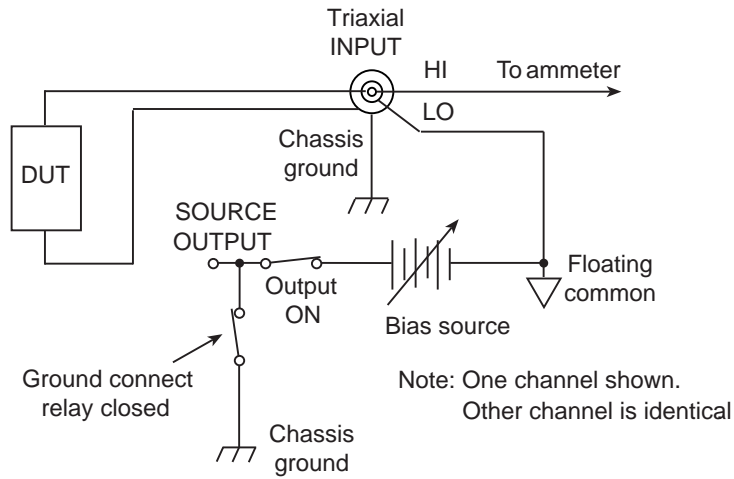 Triaxial
INPUT
HI
To ammeter
LO
Chassis
ground
DUT
SOURCE
OUTPUT
Output
ON
Floating
common
Bias source
Ground connect
relay closed
Note: One channel shown.
Other channel is identical
Chassis
ground